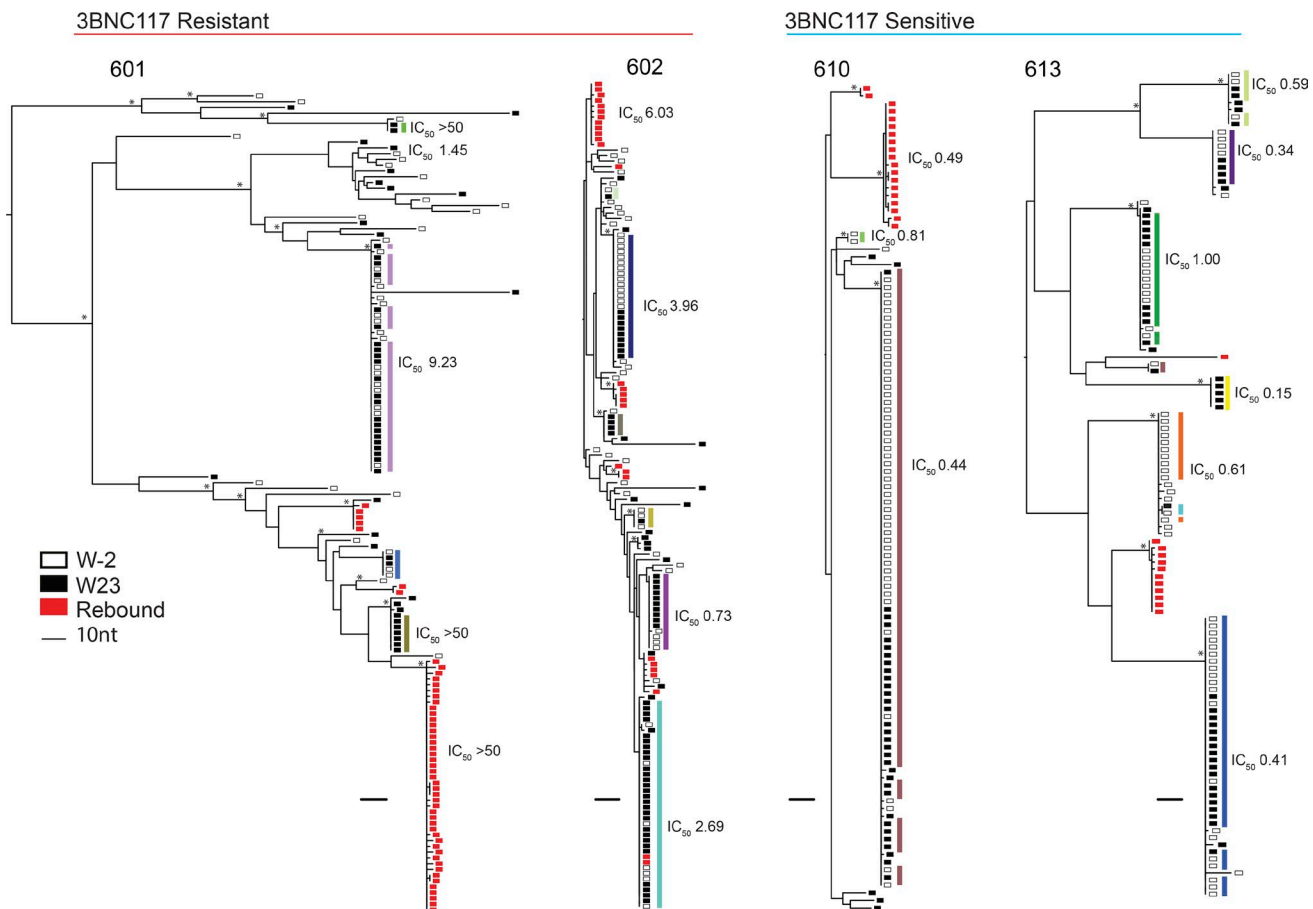 3BNC117 Resistant
3BNC117 Sensitive
601
602
610
613
IC50 >50
IC50 1.45
IC50 9.23
IC50 >50
IC50 >50
IC50 6.03
IC50 3.96
IC50 0.73
IC50 2.69
IC50 0.49
IC50 0.81
IC50 0.44
IC50 0.59
IC50 0.34
IC50 1.00
IC50 0.15
IC50 0.61
IC50 0.41
W-2
W23
Rebound
10nt